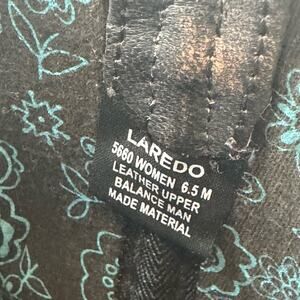 LAREDO
5660 WOMEN 6.5 M
LEATHER UPPER
BALANCE MAN
MADE MATERIAL